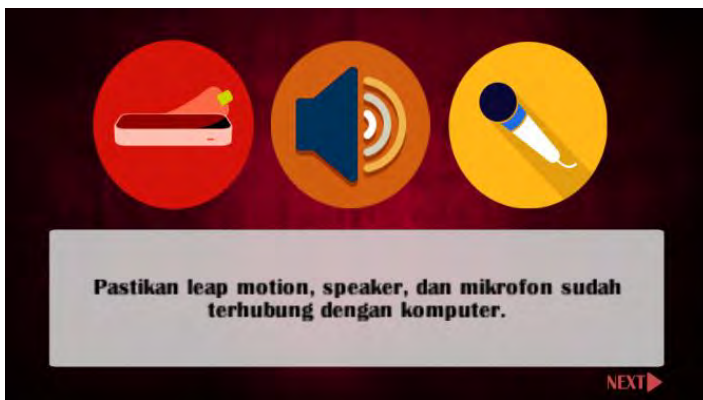 Pastikan leap motion, speaker, dan mikrofon sudah
terhubung dengan komputer.
NEXT